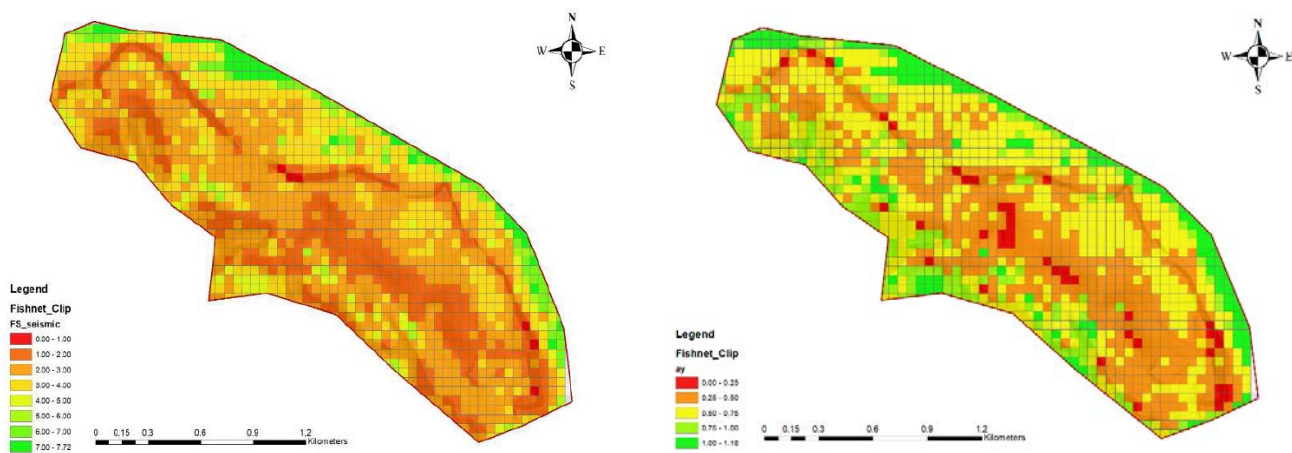 N
W E
S
Legend
Fishnet_Clip
FS_seismic
0.00 - 1.00
1.00 - 2.00
2.00 - 3.00
3.00 - 4.00
4.00 - 5.00
5.00 - 6.00
6.00 - 7.00
7.00 - 7.72
0 0.15 0.3 0.6 0.9 1.2
Kilometers
N
W E
S
Legend
Fishnet_Clip
ay
0.00 - 0.25
0.25 - 0.50
0.50 - 0.75
0.75 - 1.00
1.00 - 1.18
0 0.15 0.3 0.6 0.9 1.2
Kilometers